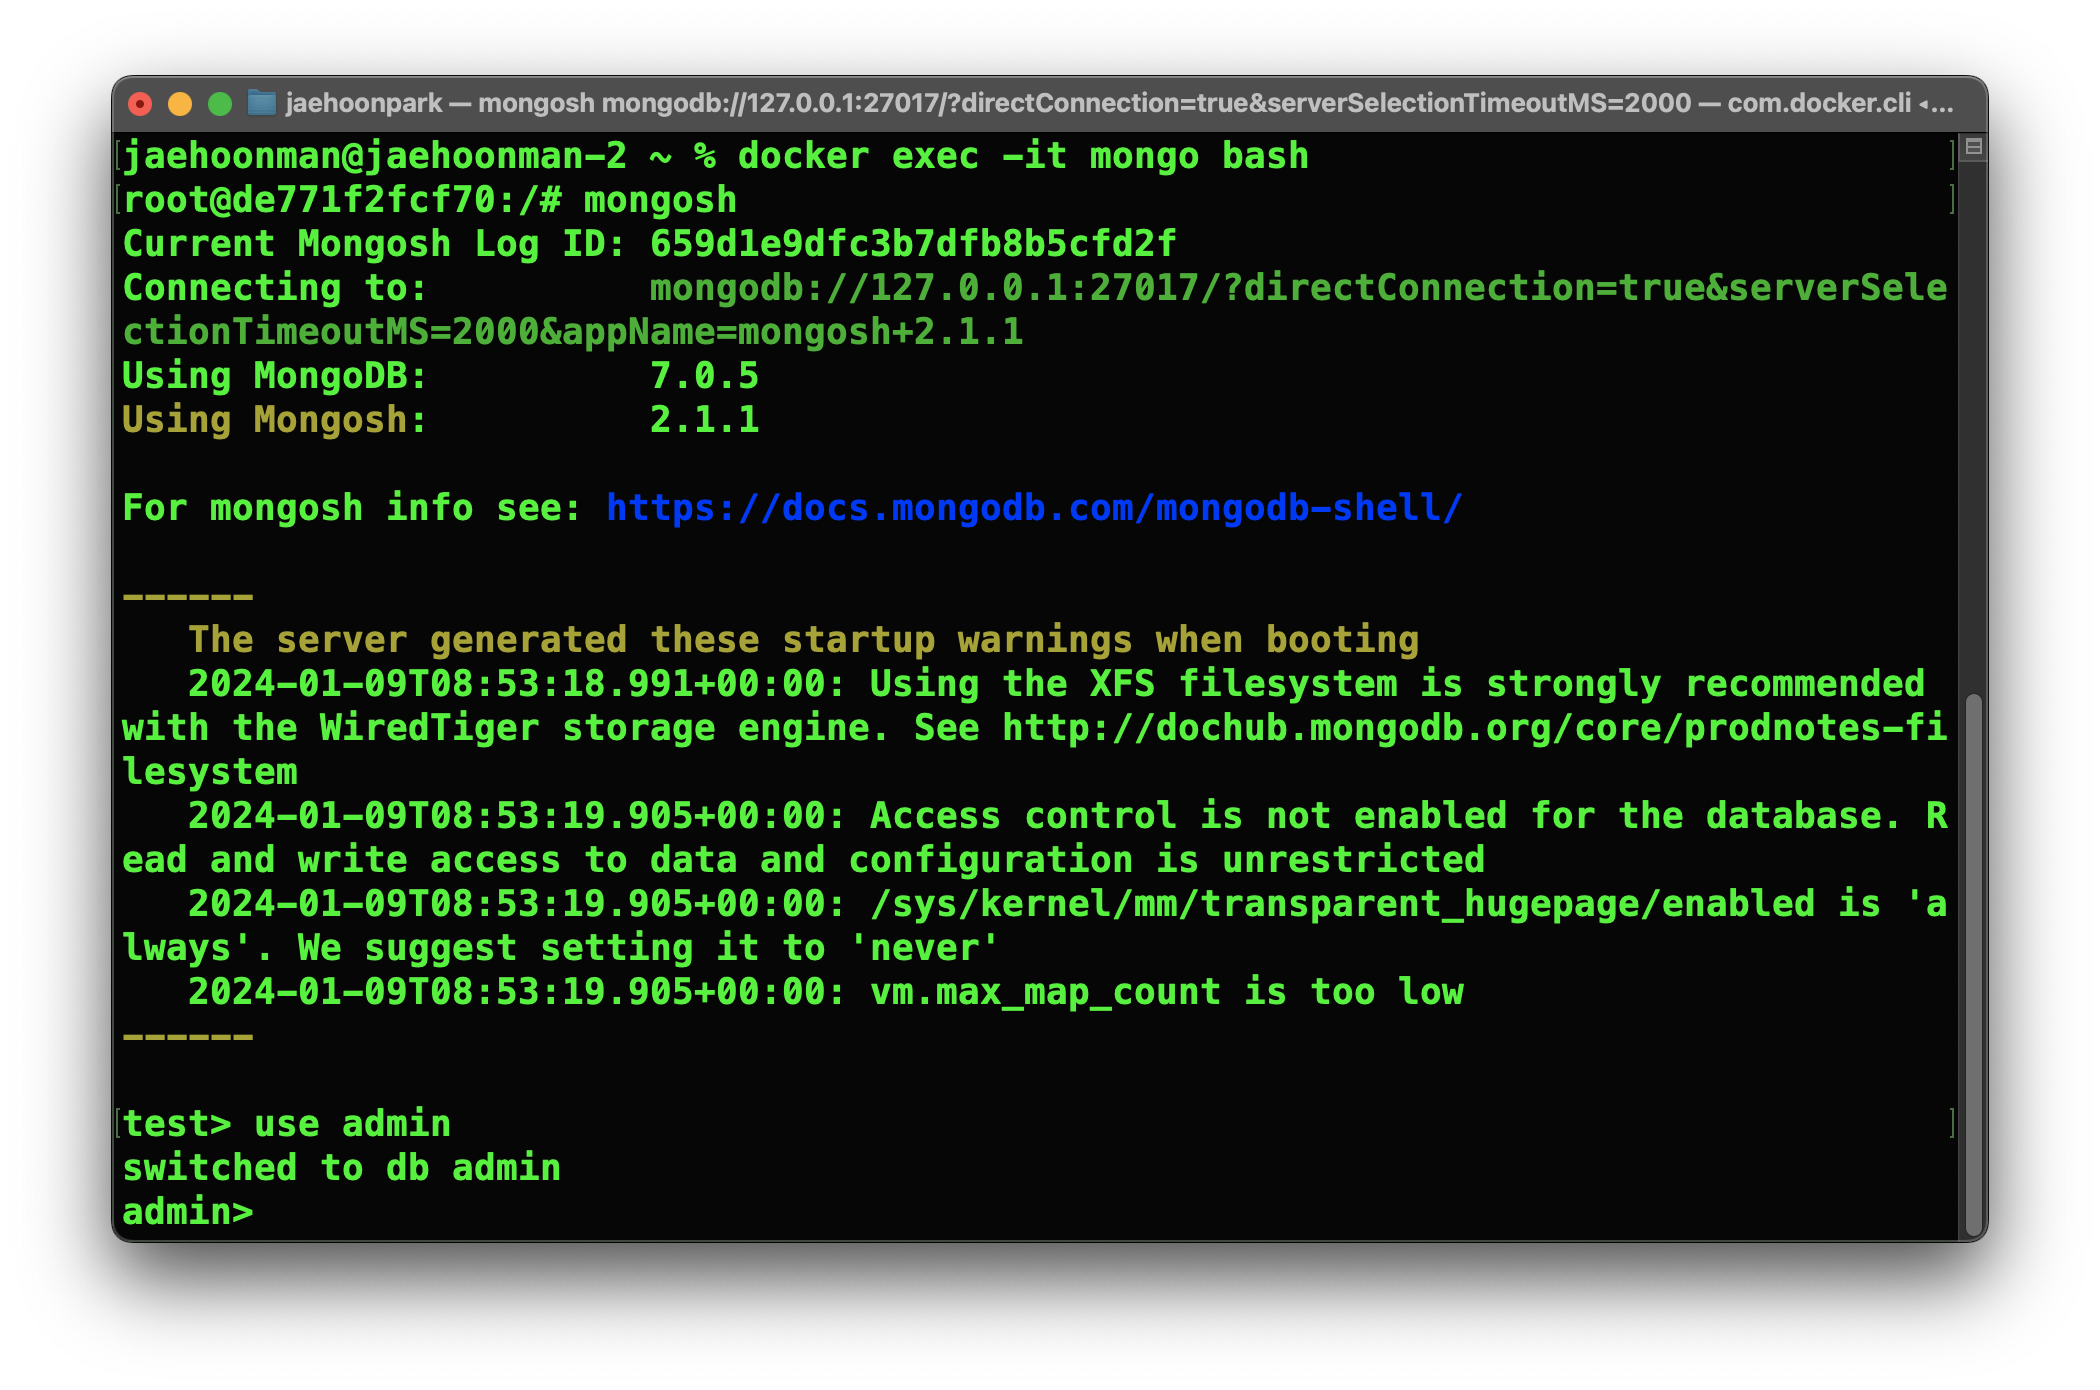 jaehoonpark — mongosh mongodb://127.0.0.1:27017/?directConnection=true&serverSelectionTimeoutMS=2000 — com.docker.cli ◂...
jaehoonman@jaehoonman-2 ~ % docker exec -it mongo bash
root@de771f2fcf70:/# mongosh
Current Mongosh Log ID: 659d1e9dfc3b7dfb8b5cfd2f
Connecting to:          mongodb://127.0.0.1:27017/?directConnection=true&serverSele
ctionTimeoutMS=2000&appName=mongosh+2.1.1
Using MongoDB:          7.0.5
Using Mongosh:          2.1.1
For mongosh info see: https://docs.mongodb.com/mongodb-shell/
------
   The server generated these startup warnings when booting
   2024-01-09T08:53:18.991+00:00: Using the XFS filesystem is strongly recommended
with the WiredTiger storage engine. See http://dochub.mongodb.org/core/prodnotes-fi
lesystem
   2024-01-09T08:53:19.905+00:00: Access control is not enabled for the database. R
ead and write access to data and configuration is unrestricted
   2024-01-09T08:53:19.905+00:00: /sys/kernel/mm/transparent_hugepage/enabled is 'a
lways'. We suggest setting it to 'never'
   2024-01-09T08:53:19.905+00:00: vm.max_map_count is too low
------
test> use admin
switched to db admin
admin>